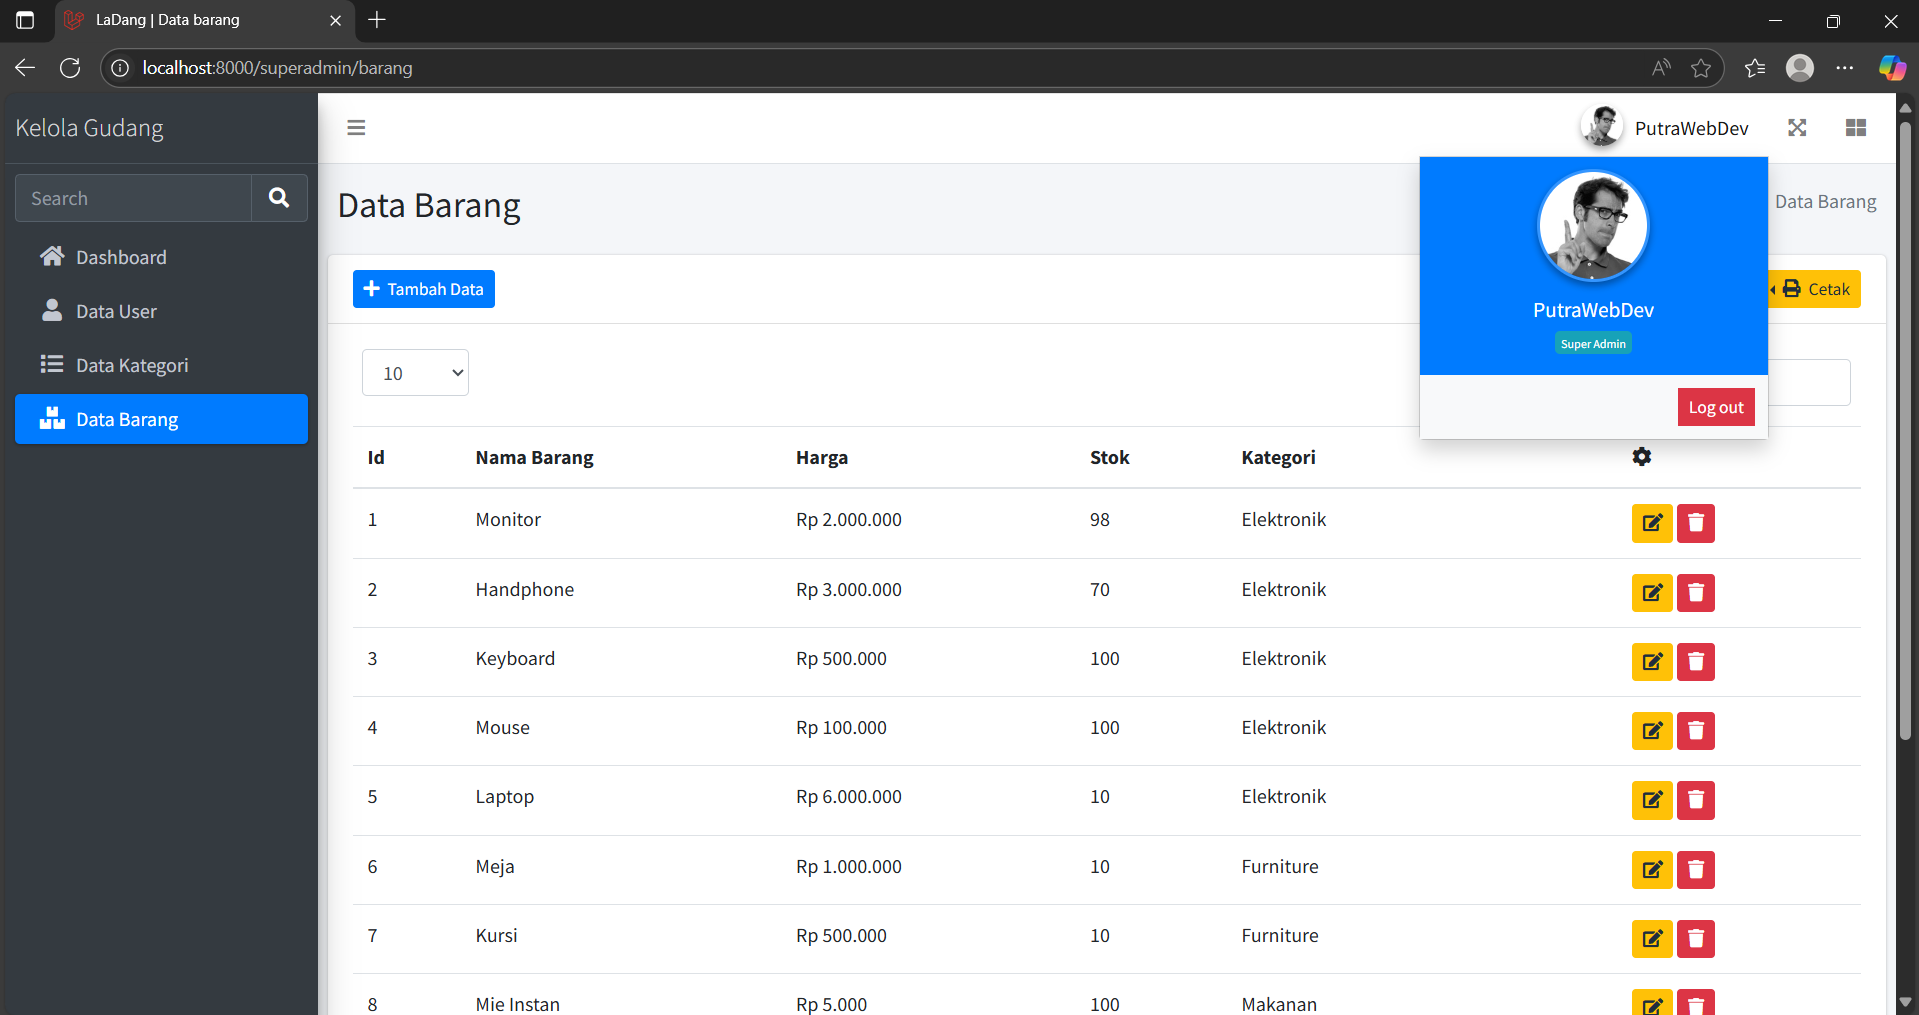 LaDang | Data barang
localhost:8000/superadmin/barang
Kelola Gudang
PutraWebDev
Search
Dashboard
Data User
Data Kategori
Data Barang
Data Barang
Data Barang
PutraWebDev
Super Admin
Log out
Tambah Data
Cetak
10
Id Nama Barang Harga Stok Kategori
1 Monitor Rp 2.000.000 98 Elektronik
2 Handphone Rp 3.000.000 70 Elektronik
3 Keyboard Rp 500.000 100 Elektronik
4 Mouse Rp 100.000 100 Elektronik
5 Laptop Rp 6.000.000 10 Elektronik
6 Meja Rp 1.000.000 10 Furniture
7 Kursi Rp 500.000 10 Furniture
8 Mie Instan Rp 5.000 100 Makanan